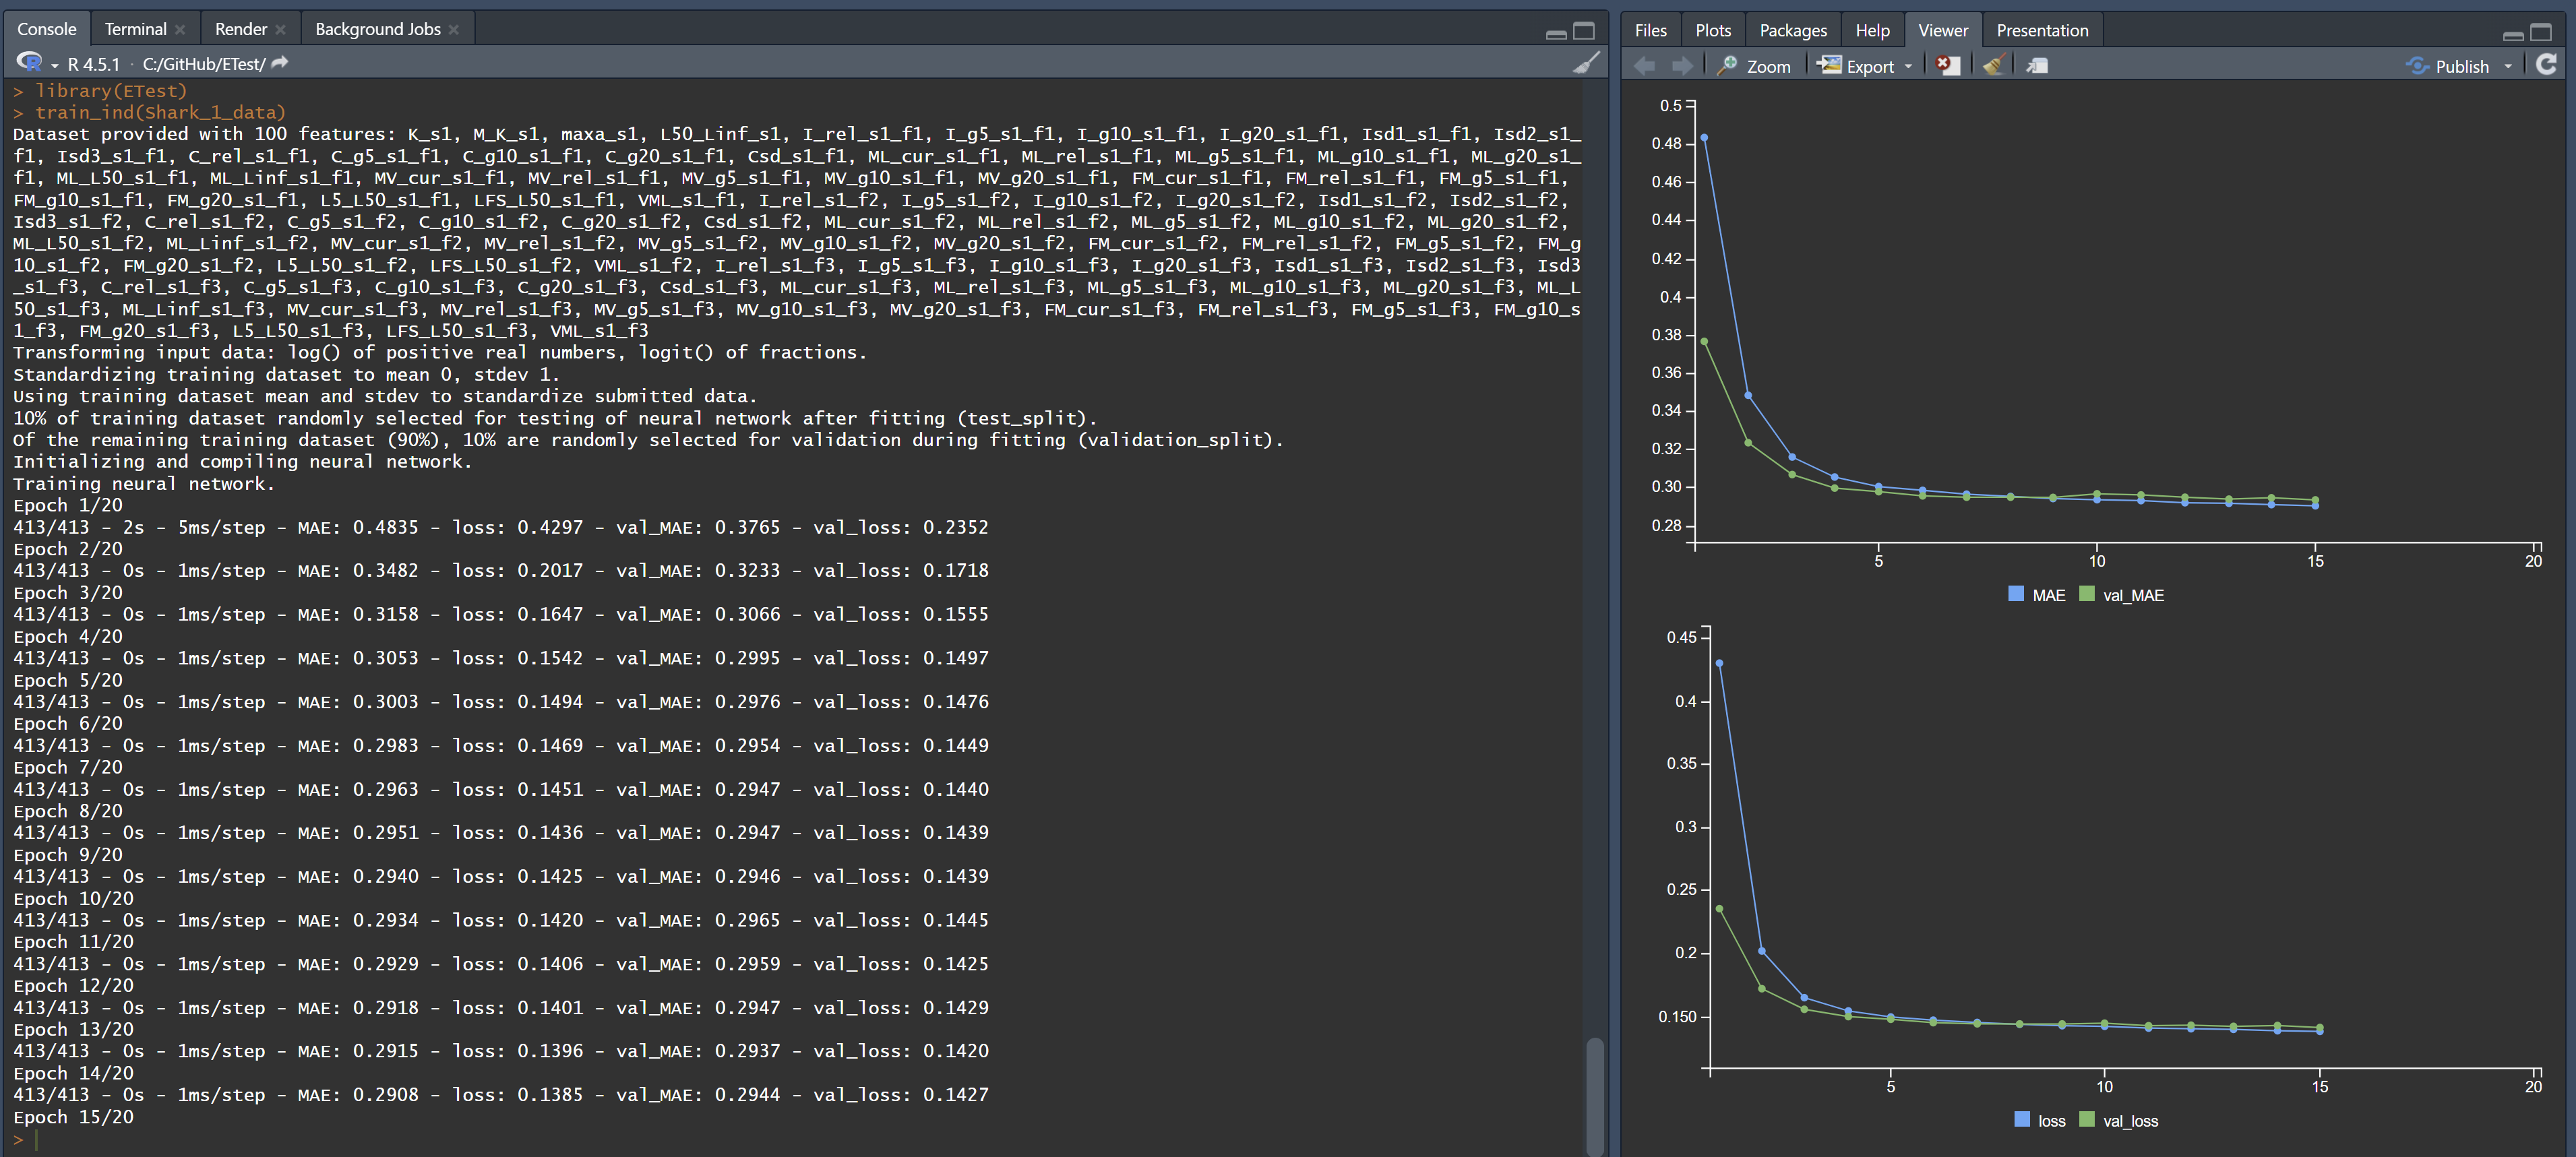 Console
Terminal
Render
Background Jobs
R 4.5.1 · C:/GitHub/ETest/
> library(ETest)
> train_ind(Shark_1_data)
Dataset provided with 100 features: K_s1, M_K_s1, maxa_s1, L50_Linf_s1, I_rel_s1_f1, I_g5_s1_f1, I_g10_s1_f1, I_g20_s1_f1, Isd1_s1_f1, Isd2_s1_
f1, Isd3_s1_f1, C_rel_s1_f1, C_g5_s1_f1, C_g10_s1_f1, C_g20_s1_f1, Csd_s1_f1, ML_cur_s1_f1, ML_rel_s1_f1, ML_g5_s1_f1, ML_g10_s1_f1, ML_g20_s1_
f1, ML_L50_s1_f1, ML_Linf_s1_f1, MV_cur_s1_f1, MV_rel_s1_f1, MV_g5_s1_f1, MV_g10_s1_f1, MV_g20_s1_f1, FM_cur_s1_f1, FM_rel_s1_f1, FM_g5_s1_f1,
FM_g10_s1_f1, FM_g20_s1_f1, L5_L50_s1_f1, LFS_L50_s1_f1, VML_s1_f1, I_rel_s1_f2, I_g5_s1_f2, I_g10_s1_f2, I_g20_s1_f2, Isd1_s1_f2, Isd2_s1_f2,
Isd3_s1_f2, C_rel_s1_f2, C_g5_s1_f2, C_g10_s1_f2, C_g20_s1_f2, Csd_s1_f2, ML_cur_s1_f2, ML_rel_s1_f2, ML_g5_s1_f2, ML_g10_s1_f2, ML_g20_s1_f2,
ML_L50_s1_f2, ML_Linf_s1_f2, MV_cur_s1_f2, MV_rel_s1_f2, MV_g5_s1_f2, MV_g10_s1_f2, MV_g20_s1_f2, FM_cur_s1_f2, FM_rel_s1_f2, FM_g5_s1_f2, FM_g
10_s1_f2, FM_g20_s1_f2, L5_L50_s1_f2, LFS_L50_s1_f2, VML_s1_f2, I_rel_s1_f3, I_g5_s1_f3, I_g10_s1_f3, I_g20_s1_f3, Isd1_s1_f3, Isd2_s1_f3, Isd3
_s1_f3, C_rel_s1_f3, C_g5_s1_f3, C_g10_s1_f3, C_g20_s1_f3, Csd_s1_f3, ML_cur_s1_f3, ML_rel_s1_f3, ML_g5_s1_f3, ML_g10_s1_f3, ML_g20_s1_f3, ML_L
50_s1_f3, ML_Linf_s1_f3, MV_cur_s1_f3, MV_rel_s1_f3, MV_g5_s1_f3, MV_g10_s1_f3, MV_g20_s1_f3, FM_cur_s1_f3, FM_rel_s1_f3, FM_g5_s1_f3, FM_g10_s
1_f3, FM_g20_s1_f3, L5_L50_s1_f3, LFS_L50_s1_f3, VML_s1_f3
Transforming input data: log() of positive real numbers, logit() of fractions.
Standardizing training dataset to mean 0, stdev 1.
Using training dataset mean and stdev to standardize submitted data.
10% of training dataset randomly selected for testing of neural network after fitting (test_split).
Of the remaining training dataset (90%), 10% are randomly selected for validation during fitting (validation_split).
Initializing and compiling neural network.
Training neural network.
Epoch 1/20
413/413 - 2s - 5ms/step - MAE: 0.4835 - loss: 0.4297 - val_MAE: 0.3765 - val_loss: 0.2352
Epoch 2/20
413/413 - 0s - 1ms/step - MAE: 0.3482 - loss: 0.2017 - val_MAE: 0.3233 - val_loss: 0.1718
Epoch 3/20
413/413 - 0s - 1ms/step - MAE: 0.3158 - loss: 0.1647 - val_MAE: 0.3066 - val_loss: 0.1555
Epoch 4/20
413/413 - 0s - 1ms/step - MAE: 0.3053 - loss: 0.1542 - val_MAE: 0.2995 - val_loss: 0.1497
Epoch 5/20
413/413 - 0s - 1ms/step - MAE: 0.3003 - loss: 0.1494 - val_MAE: 0.2976 - val_loss: 0.1476
Epoch 6/20
413/413 - 0s - 1ms/step - MAE: 0.2983 - loss: 0.1469 - val_MAE: 0.2954 - val_loss: 0.1449
Epoch 7/20
413/413 - 0s - 1ms/step - MAE: 0.2963 - loss: 0.1451 - val_MAE: 0.2947 - val_loss: 0.1440
Epoch 8/20
413/413 - 0s - 1ms/step - MAE: 0.2951 - loss: 0.1436 - val_MAE: 0.2947 - val_loss: 0.1439
Epoch 9/20
413/413 - 0s - 1ms/step - MAE: 0.2940 - loss: 0.1425 - val_MAE: 0.2946 - val_loss: 0.1439
Epoch 10/20
413/413 - 0s - 1ms/step - MAE: 0.2934 - loss: 0.1420 - val_MAE: 0.2965 - val_loss: 0.1445
Epoch 11/20
413/413 - 0s - 1ms/step - MAE: 0.2929 - loss: 0.1406 - val_MAE: 0.2959 - val_loss: 0.1425
Epoch 12/20
413/413 - 0s - 1ms/step - MAE: 0.2918 - loss: 0.1401 - val_MAE: 0.2947 - val_loss: 0.1429
Epoch 13/20
413/413 - 0s - 1ms/step - MAE: 0.2915 - loss: 0.1396 - val_MAE: 0.2937 - val_loss: 0.1420
Epoch 14/20
413/413 - 0s - 1ms/step - MAE: 0.2908 - loss: 0.1385 - val_MAE: 0.2944 - val_loss: 0.1427
Epoch 15/20
>
Files
Plots
Packages
Help
Viewer
Presentation
Zoom
Export
Publish
0.5
0.48
0.46
0.44
0.42
0.4
0.38
0.36
0.34
0.32
0.30
0.28
5
10
15
20
MAE
val_MAE
0.45
0.4
0.35
0.3
0.25
0.2
0.150
5
10
15
20
loss
val_loss